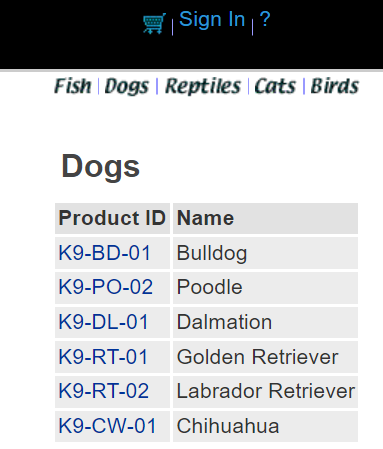 Sign In | ?
Fish | Dogs | Reptiles | Cats | Birds
Dogs
Product ID Name
K9-BD-01 Bulldog
K9-PO-02 Poodle
K9-DL-01 Dalmation
K9-RT-01 Golden Retriever
K9-RT-02 Labrador Retriever
K9-CW-01 Chihuahua